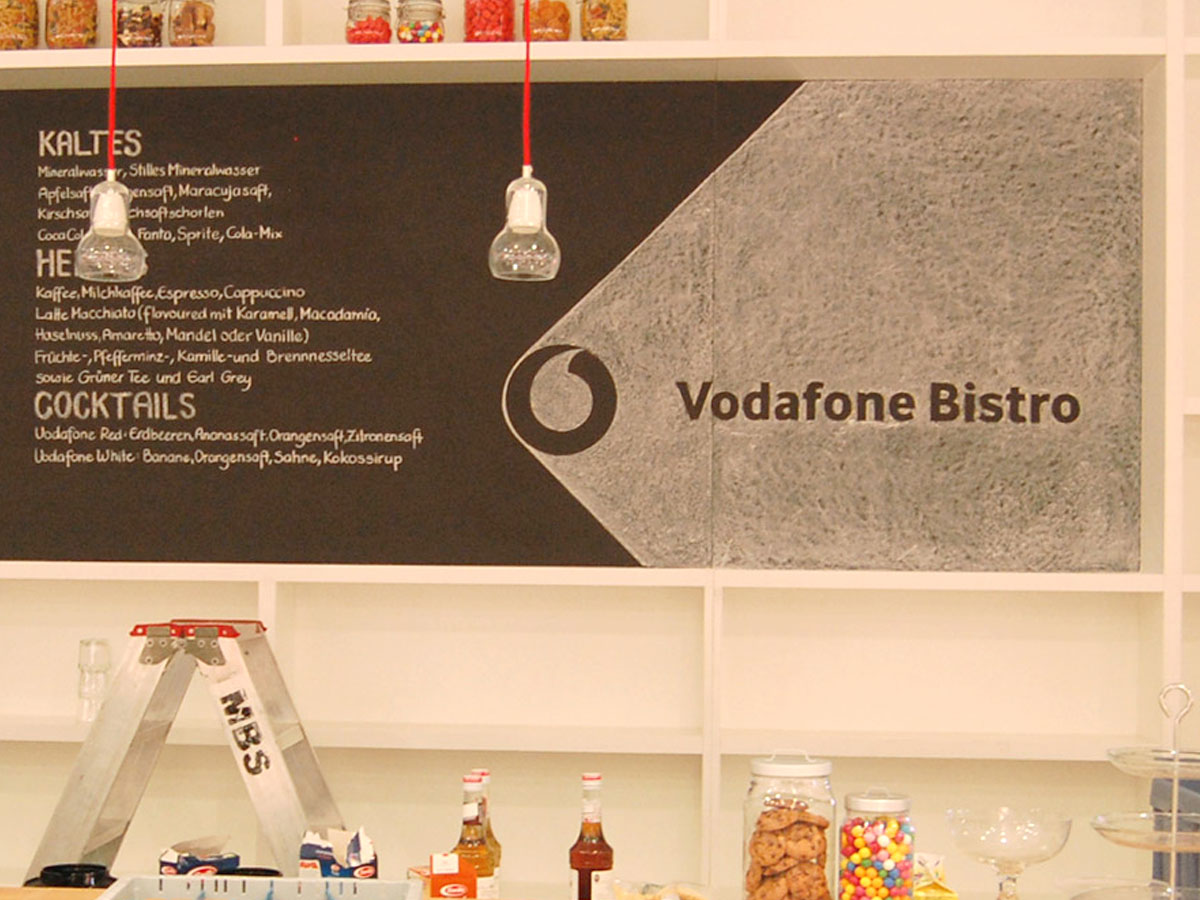 KALTES
Stilles Mineralwasser
Maracujasaft,
Fanta, Sprite, Cola-Mix
Kaffee, Milchkaffee, Espresso, Cappuccino
Latte Macchiato (flavoured mit Karamell, Macadamia,
Haselnuss, Amaretto, Mandel oder Vanille)
Früchte-, Pfefferminz-, Kamille- und Brennnesseltee
sowie Grüner Tee und Earl Grey
COCKTAILS
Vodafone Red: Erdbeeren, Ananassaft, Orangensaft, Zitronensaft
Vodafone White: Banane, Orangensaft, Sahne, Kokossirup
Vodafone Bistro
MBS